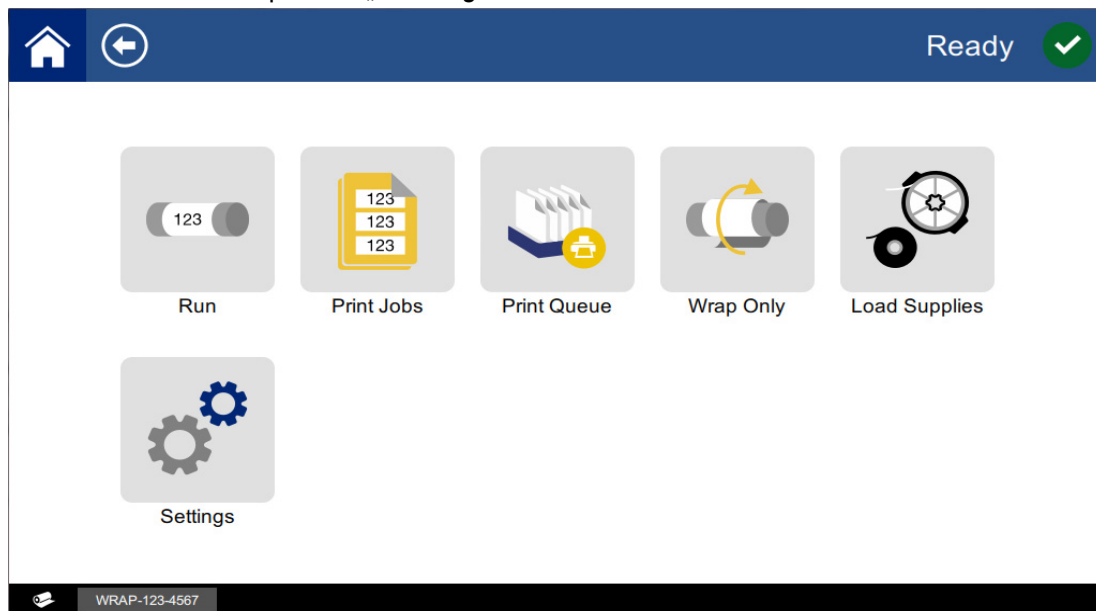 Ready
123
123
123
123
Run
Print Jobs
Print Queue
Wrap Only
Load Supplies
Settings
WRAP-123-4567